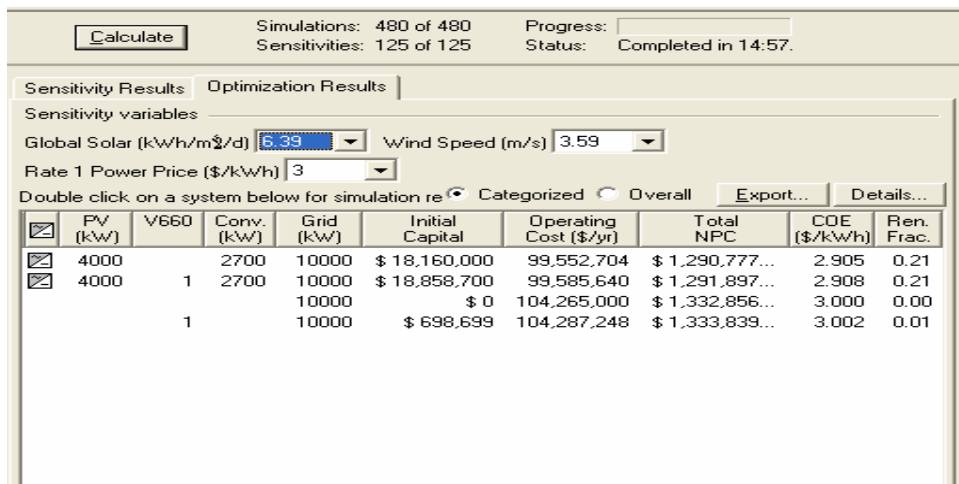 Calculate Simulations: 480 of 480 Progress:
Sensitivities: 125 of 125 Status: Completed in 14:57.
Sensitivity Results Optimization Results
Sensitivity variables
Global Solar (kWh/m²/d) 6.39 Wind Speed (m/s) 3.59
Rate 1 Power Price ($/kWh) 3
Double click on a system below for simulation re Categorized Overall Export... Details...
PV (kW) V660 Conv. (kW) Grid (kW) Initial Capital Operating Cost ($/yr) Total NPC COE ($/kWh) Ren. Frac.
4000 2700 10000 $ 18,160,000 99,552,704 $ 1,290,777... 2.905 0.21
4000 1 2700 10000 $ 18,858,700 99,585,640 $ 1,291,897... 2.908 0.21
10000 $ 0 104,265,000 $ 1,332,856... 3.000 0.00
1 10000 $ 698,699 104,287,248 $ 1,333,839... 3.002 0.01